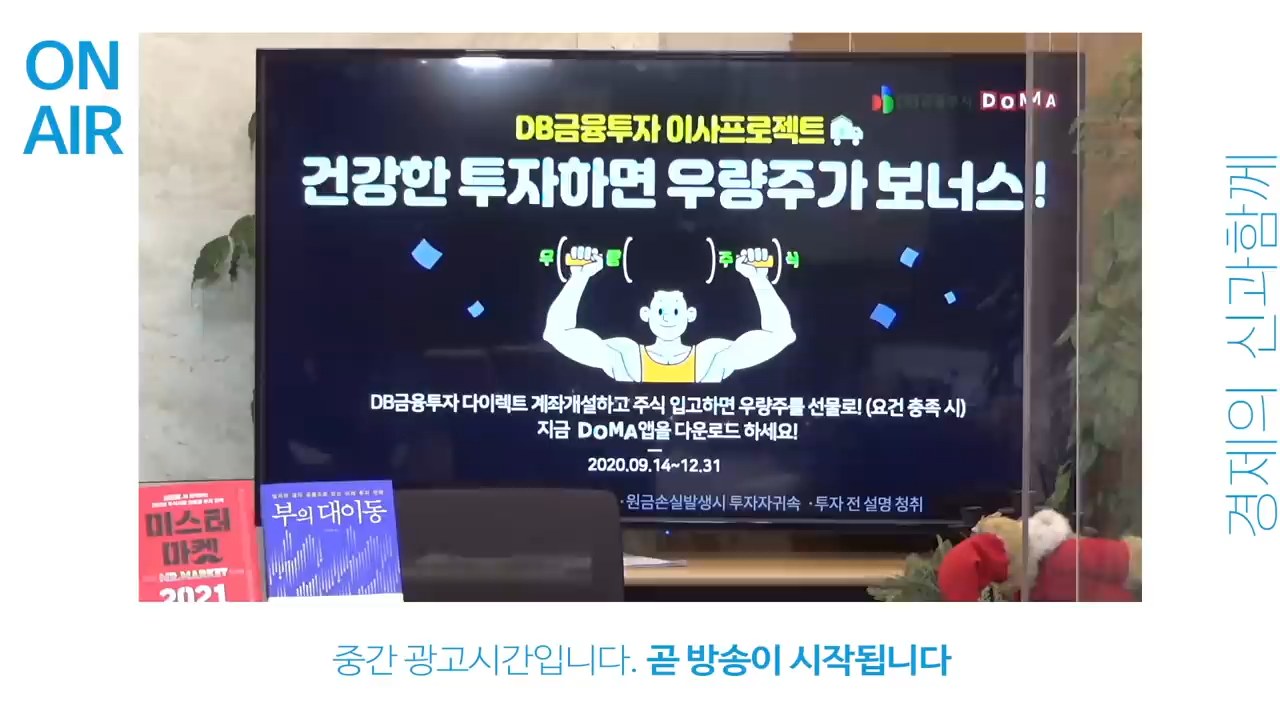 ON
AIR
DOMA
DB금융투자 이사프로젝트
건강한 투자하면 우량주가 보너스!
우 량 주 식
DB금융투자 다이렉트 계좌개설하고 주식 입고하면 우량주를 선물로! (요건 충족 시)
지금 DOMA앱을 다운로드 하세요!
2020.09.14~12.31
·원금손실발생시 투자자귀속 ·투자 전 설명 청취
미스터
마켓
MR.MARKET
2021
부의 대이동
경제의 신과함께
중간 광고시간입니다. 곧 방송이 시작됩니다